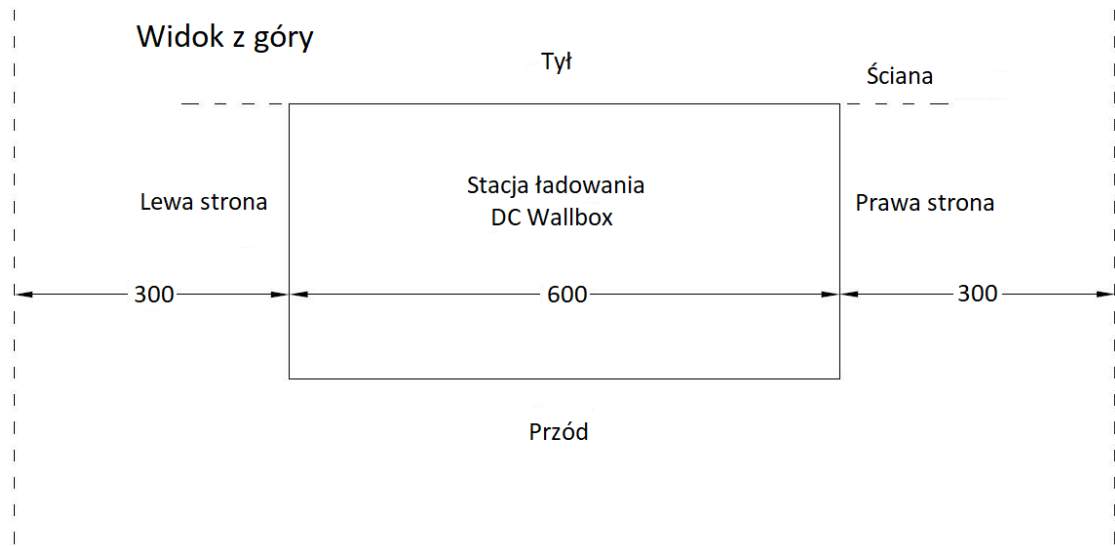 Widok z góry
Tył
Ściana
Lewa strona
Stacja ładowania
DC Wallbox
Prawa strona
300
600
300
Przód